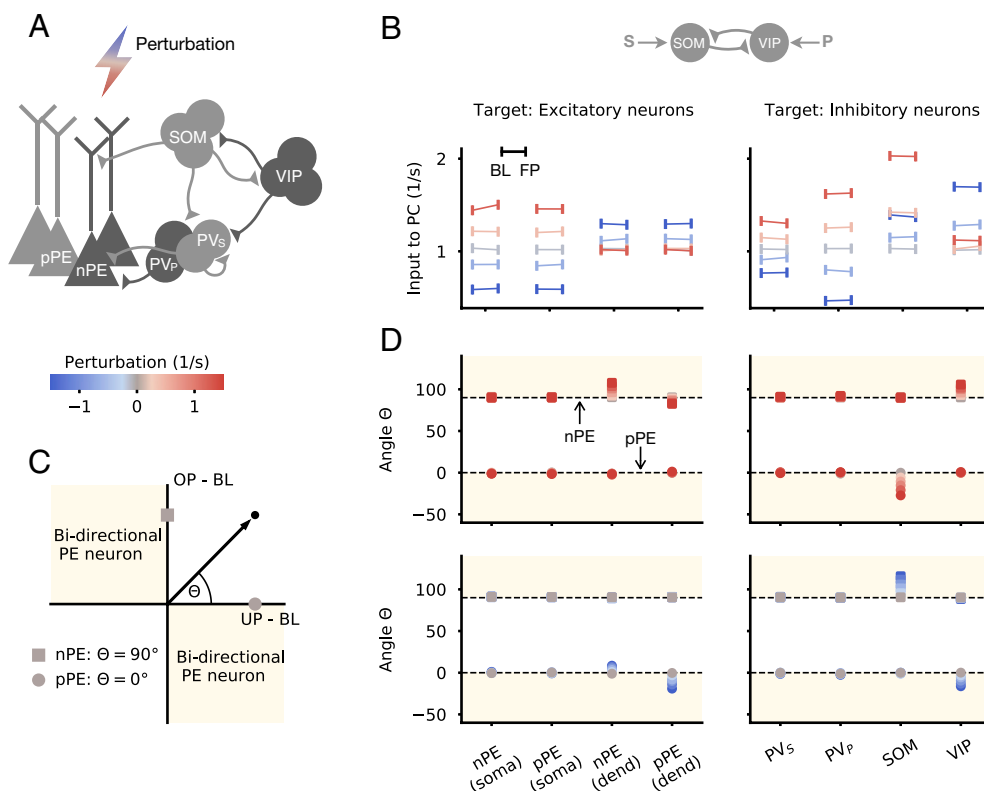 A
Perturbation
SOM
VIP
pPE
nPE
PVS
PVP
Perturbation (1/s)
−1 0 1
B
S SOM VIP P
Target: Excitatory neurons
Target: Inhibitory neurons
Input to PC (1/s)
2
1
BL FP
C
OP - BL
Bi-directional
PE neuron
Θ
UP - BL
Bi-directional
PE neuron
nPE: Θ = 90°
pPE: Θ = 0°
D
Angle Θ
100
50
0
−50
nPE
pPE
Angle Θ
100
50
0
−50
nPE
(soma)
pPE
(soma)
nPE
(dend)
pPE
(dend)
PVS
PVP
SOM
VIP